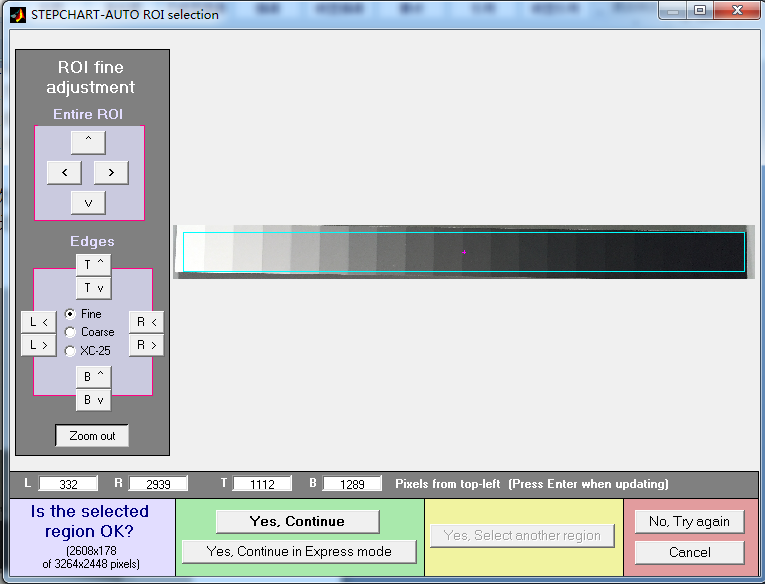 STEPCHART-AUTO ROI selection
ROI fine
adjustment
Entire ROI
^
< >
v
Edges
T ^
T v
Fine
L < R <
Coarse
L > R >
XC-25
B ^
B v
Zoom out
L 332 R 2939 T 1112 B 1289 Pixels from top-left (Press Enter when updating)
Is the selected
region OK?
(2608x178
of 3264x2448 pixels)
Yes, Continue
Yes, Continue in Express mode
Yes, Select another region
No, Try again
Cancel